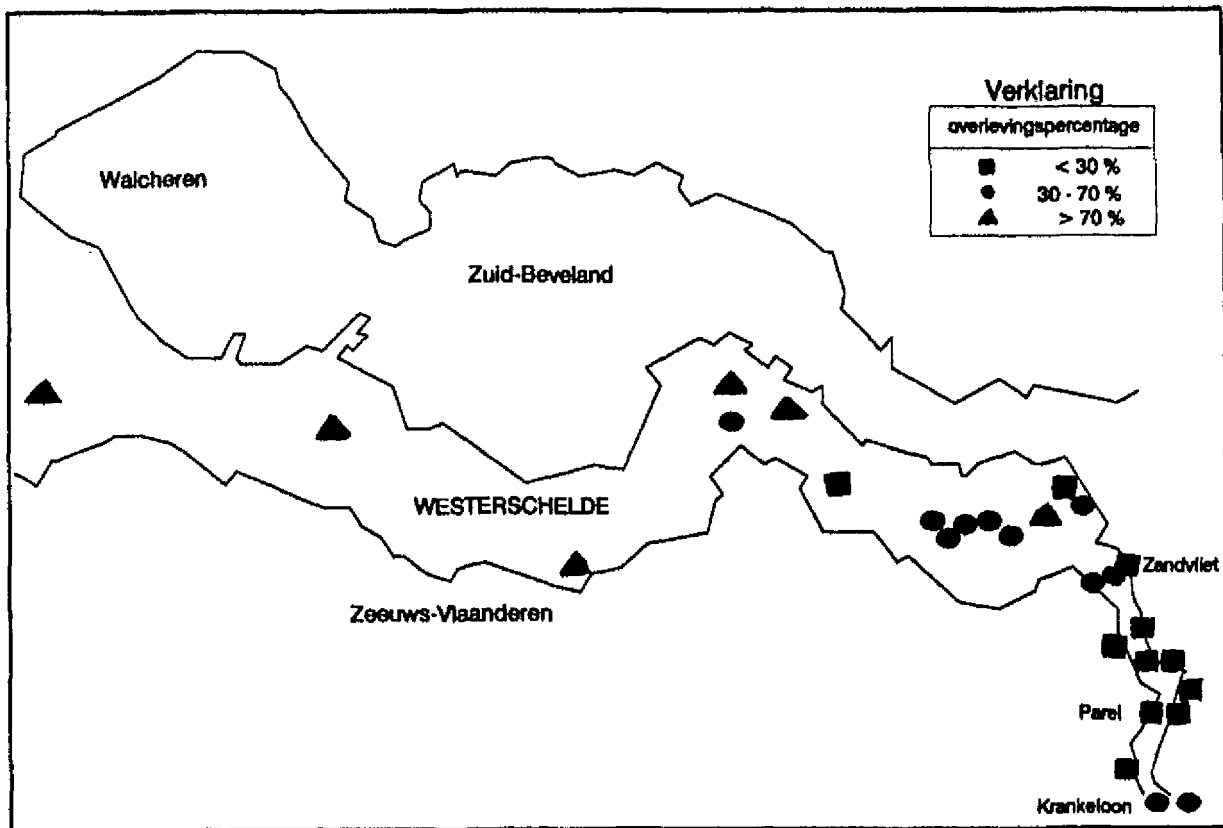 Verklaring
overlevingspercentage
< 30 %
30 - 70 %
> 70 %
Walcheren
Zuid-Beveland
WESTERSCHELDE
Zandvliet
Zeeuws-Vlaanderen
Parel
Krankeloon